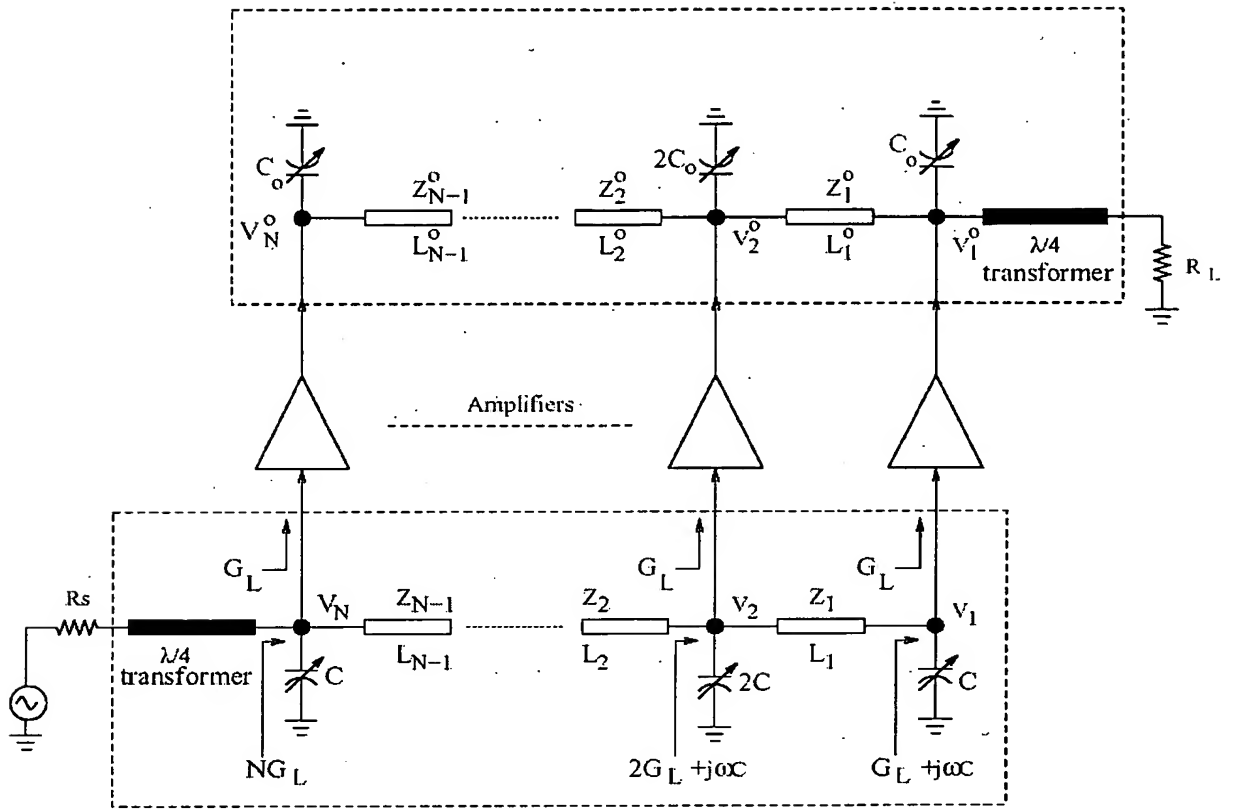 C_o 2C_o C_o
Z^o_{N-1} Z^o_2 Z^o_1
V^o_N L^o_{N-1} L^o_2 V^o_2 L^o_1 V^o_1 λ/4
transformer
R_L
Amplifiers
G_L G_L G_L
Rs V_N Z_{N-1} Z_2 V_2 Z_1 V_1
λ/4
transformer
L_{N-1} L_2 L_1
C 2C C
NG_L 2G_L+jωC G_L+jωC